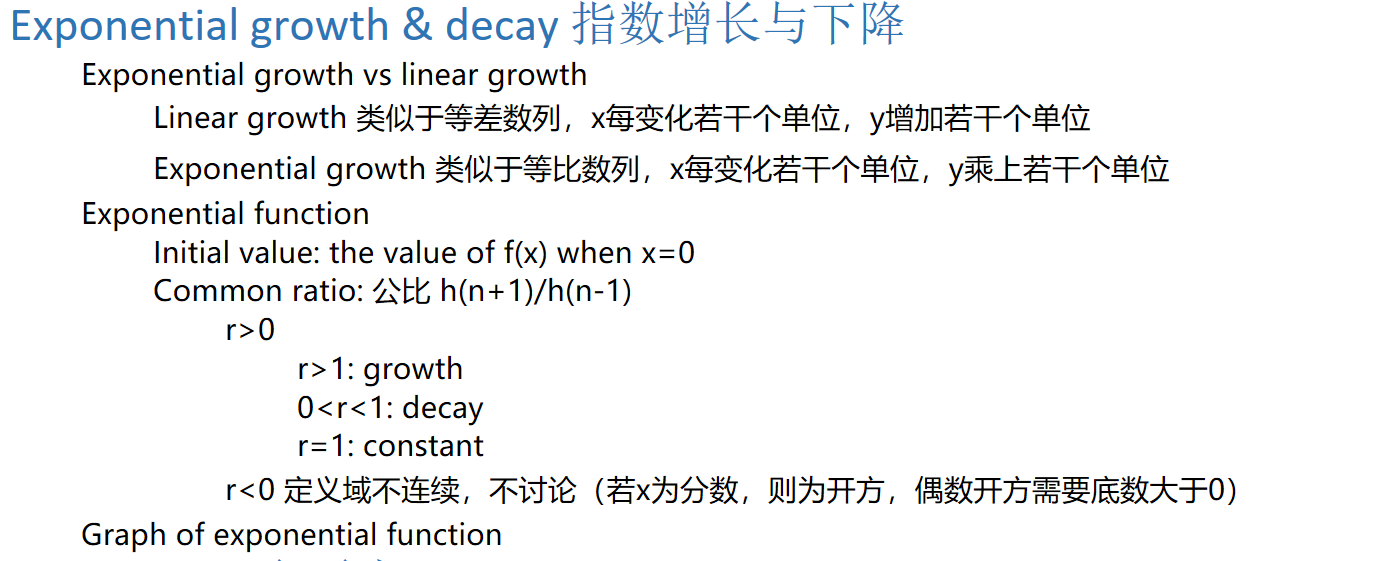 Exponential growth & decay 指数增长与下降
Exponential growth vs linear growth
Linear growth 类似于等差数列，x每变化若干个单位，y增加若干个单位
Exponential growth 类似于等比数列，x每变化若干个单位，y乘上若干个单位
Exponential function
Initial value: the value of f(x) when x=0
Common ratio: 公比 h(n+1)/h(n-1)
r>0
r>1: growth
0<r<1: decay
r=1: constant
r<0 定义域不连续，不讨论（若x为分数，则为开方，偶数开方需要底数大于0）
Graph of exponential function